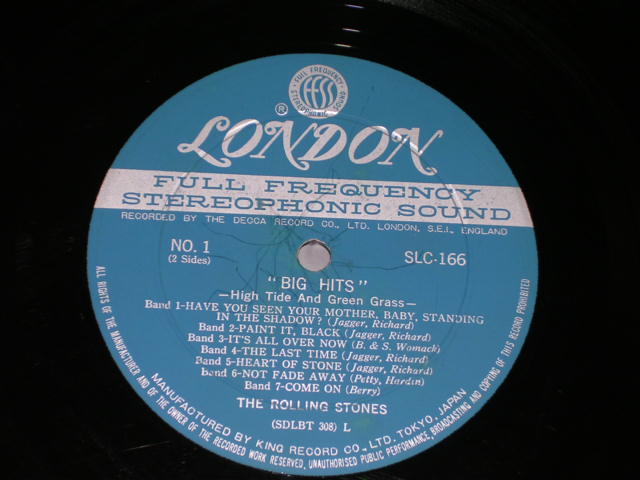 FULL FREQUENCY
ffss
STEREOPHONIC SOUND
®
LONDON
FULL FREQUENCY
STEREOPHONIC SOUND
RECORDED BY THE DECCA RECORD CO., LTD. LONDON, S.E.I., ENGLAND
NO. 1
(2 Sides)
SLC-166
"BIG HITS"
—High Tide And Green Grass—
Band 1-HAVE YOU SEEN YOUR MOTHER, BABY, STANDING
IN THE SHADOW? (Jagger, Richard)
Band 2-PAINT IT, BLACK (Jagger, Richard)
Band 3-IT'S ALL OVER NOW (B. & S. Womack)
Band 4-THE LAST TIME (Jagger, Richard)
Band 5-HEART OF STONE (Jagger, Richard)
Band 6-NOT FADE AWAY (Petty, Hardin)
Band 7-COME ON (Berry)
THE ROLLING STONES
(SDLBT 308) L
MANUFACTURED BY KING RECORD CO., LTD. TOKYO, JAPAN
ALL RIGHTS OF THE MANUFACTURER AND OF THE OWNER OF THE RECORDED WORK RESERVED. UNAUTHORISED PUBLIC PERFORMANCE, BROADCASTING AND COPYING OF THIS RECORD PROHIBITED